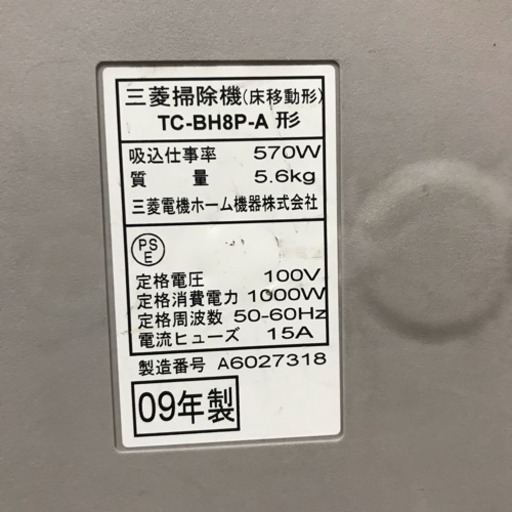 三菱掃除機(床移動形)
TC-BH8P-A 形
吸込仕事率 570W
質量 5.6kg
三菱電機ホーム機器株式会社
PS
E
定格電圧 100V
定格消費電力 1000W
定格周波数 50-60Hz
電流ヒューズ 15A
製造番号 A6027318
09年製